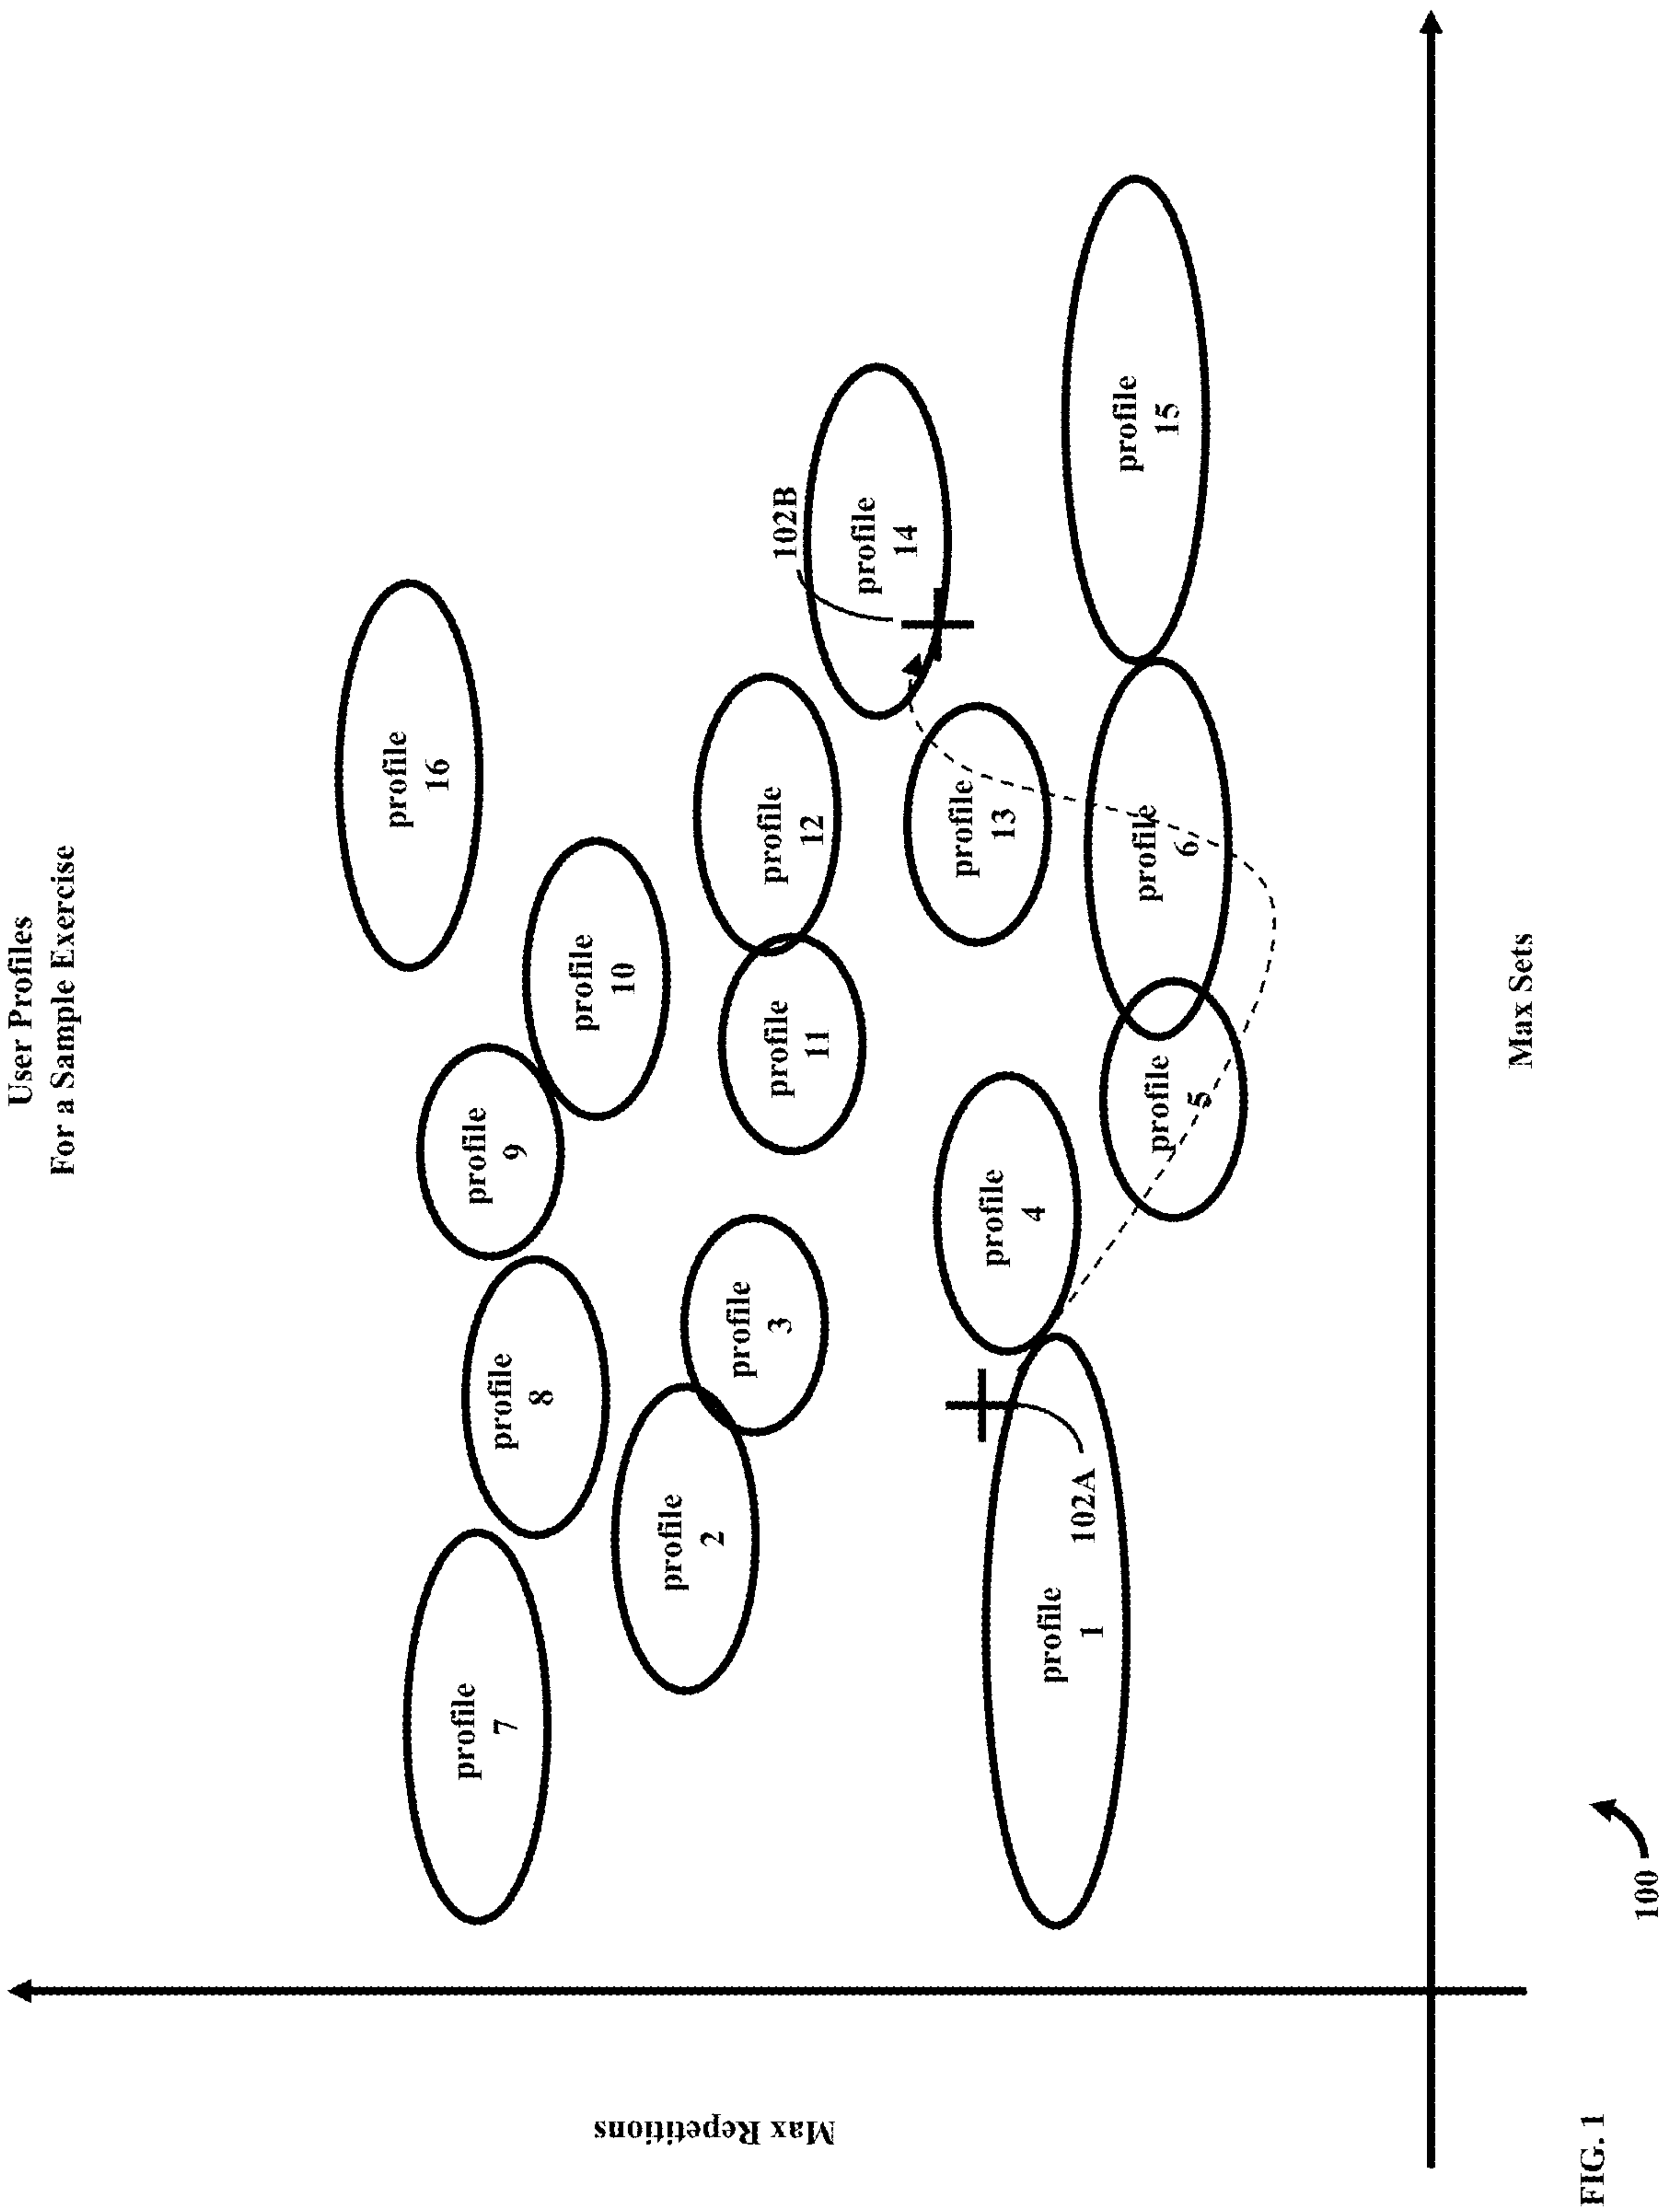 User Profiles
For a Sample Exercise
Max Repetitions
profile
16
profile
9
profile
7
profile
8
profile
10
profile
2
profile
3
profile
12
profile
11
102B
profile
14
profile
13
profile
4
profile
1
102A
profile
15
profile
6
profile
5
Max Sets
100
FIG. 1